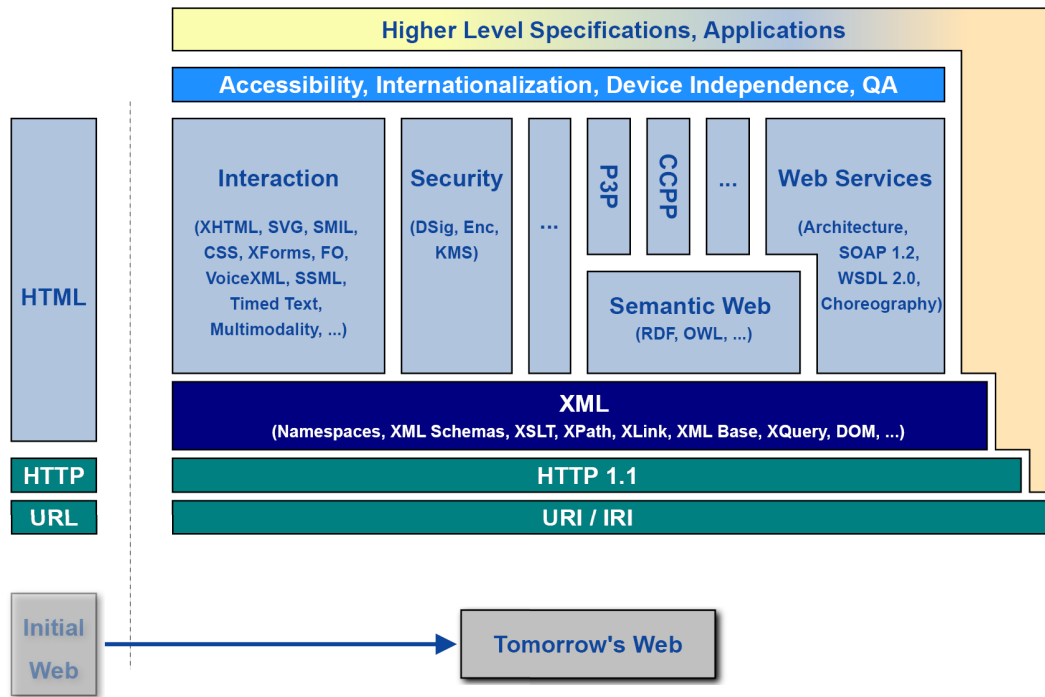 Higher Level Specifications, Applications
Accessibility, Internationalization, Device Independence, QA
HTML
Interaction
(XHTML, SVG, SMIL,
CSS, XForms, FO,
VoiceXML, SSML,
Timed Text,
Multimodality, ...)
Security
(DSig, Enc,
KMS)
...
P3P
CCPP
...
Web Services
(Architecture,
SOAP 1.2,
WSDL 2.0,
Choreography)
Semantic Web
(RDF, OWL, ...)
XML
(Namespaces, XML Schemas, XSLT, XPath, XLink, XML Base, XQuery, DOM, ...)
HTTP
HTTP 1.1
URL
URI / IRI
Initial
Web
Tomorrow's Web